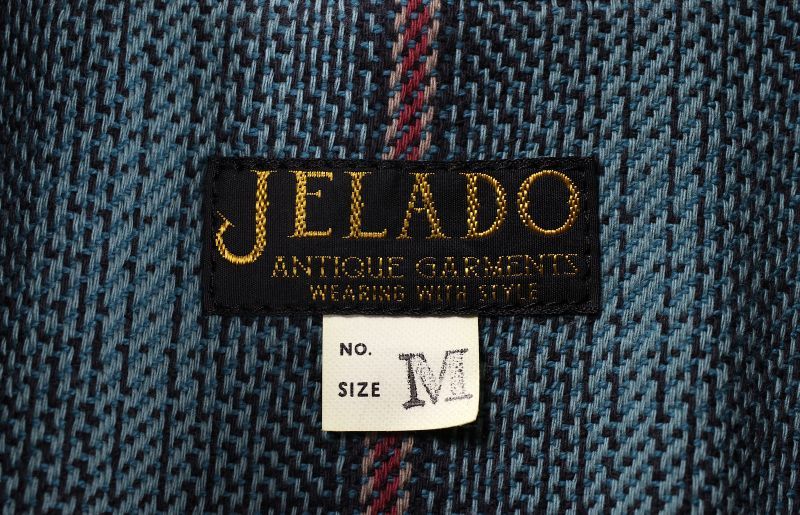 JELADO
ANTIQUE GARMENTS
WEARING WITH STYLE
NO.
SIZE M